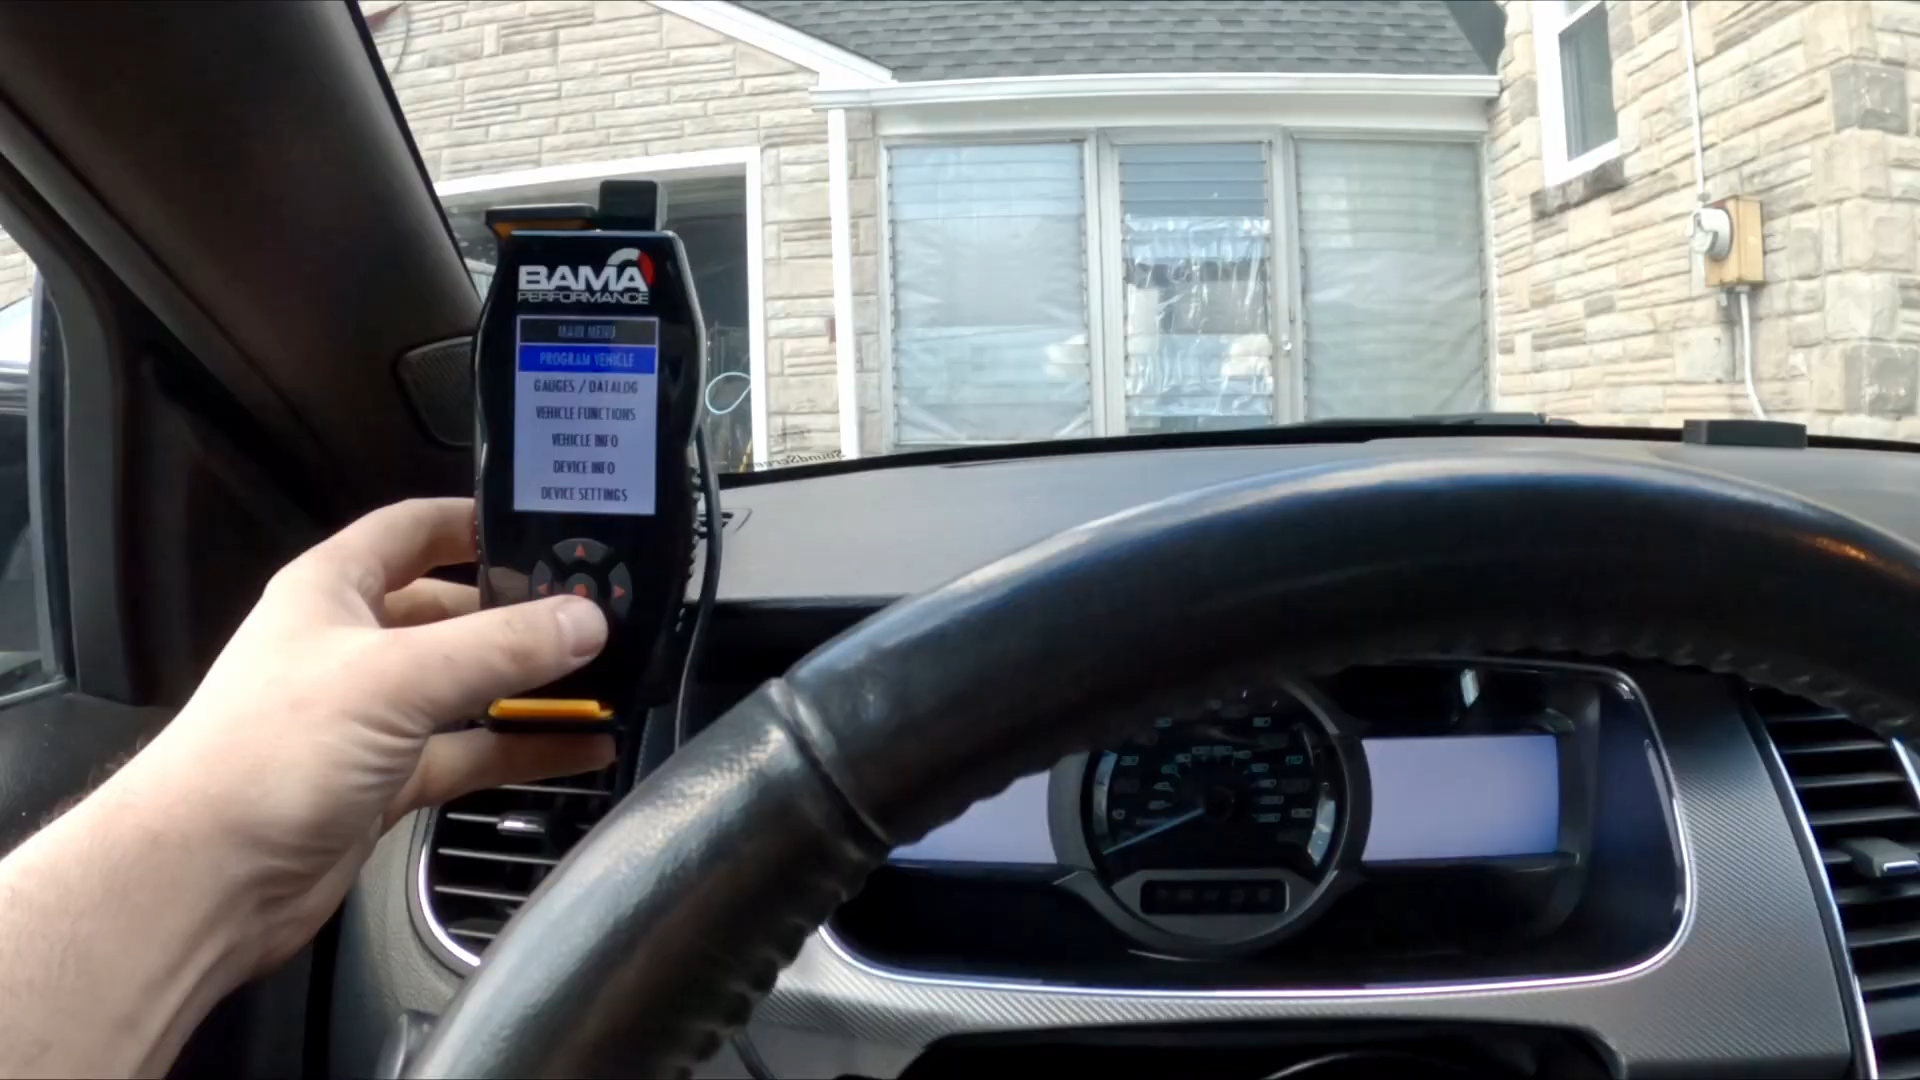 BAMA
PERFORMANCE
MAIN MENU
PROGRAM VEHICLE
GAUGES / DATALOG
VEHICLE FUNCTIONS
VEHICLE INFO
DEVICE INFO
DEVICE SETTINGS